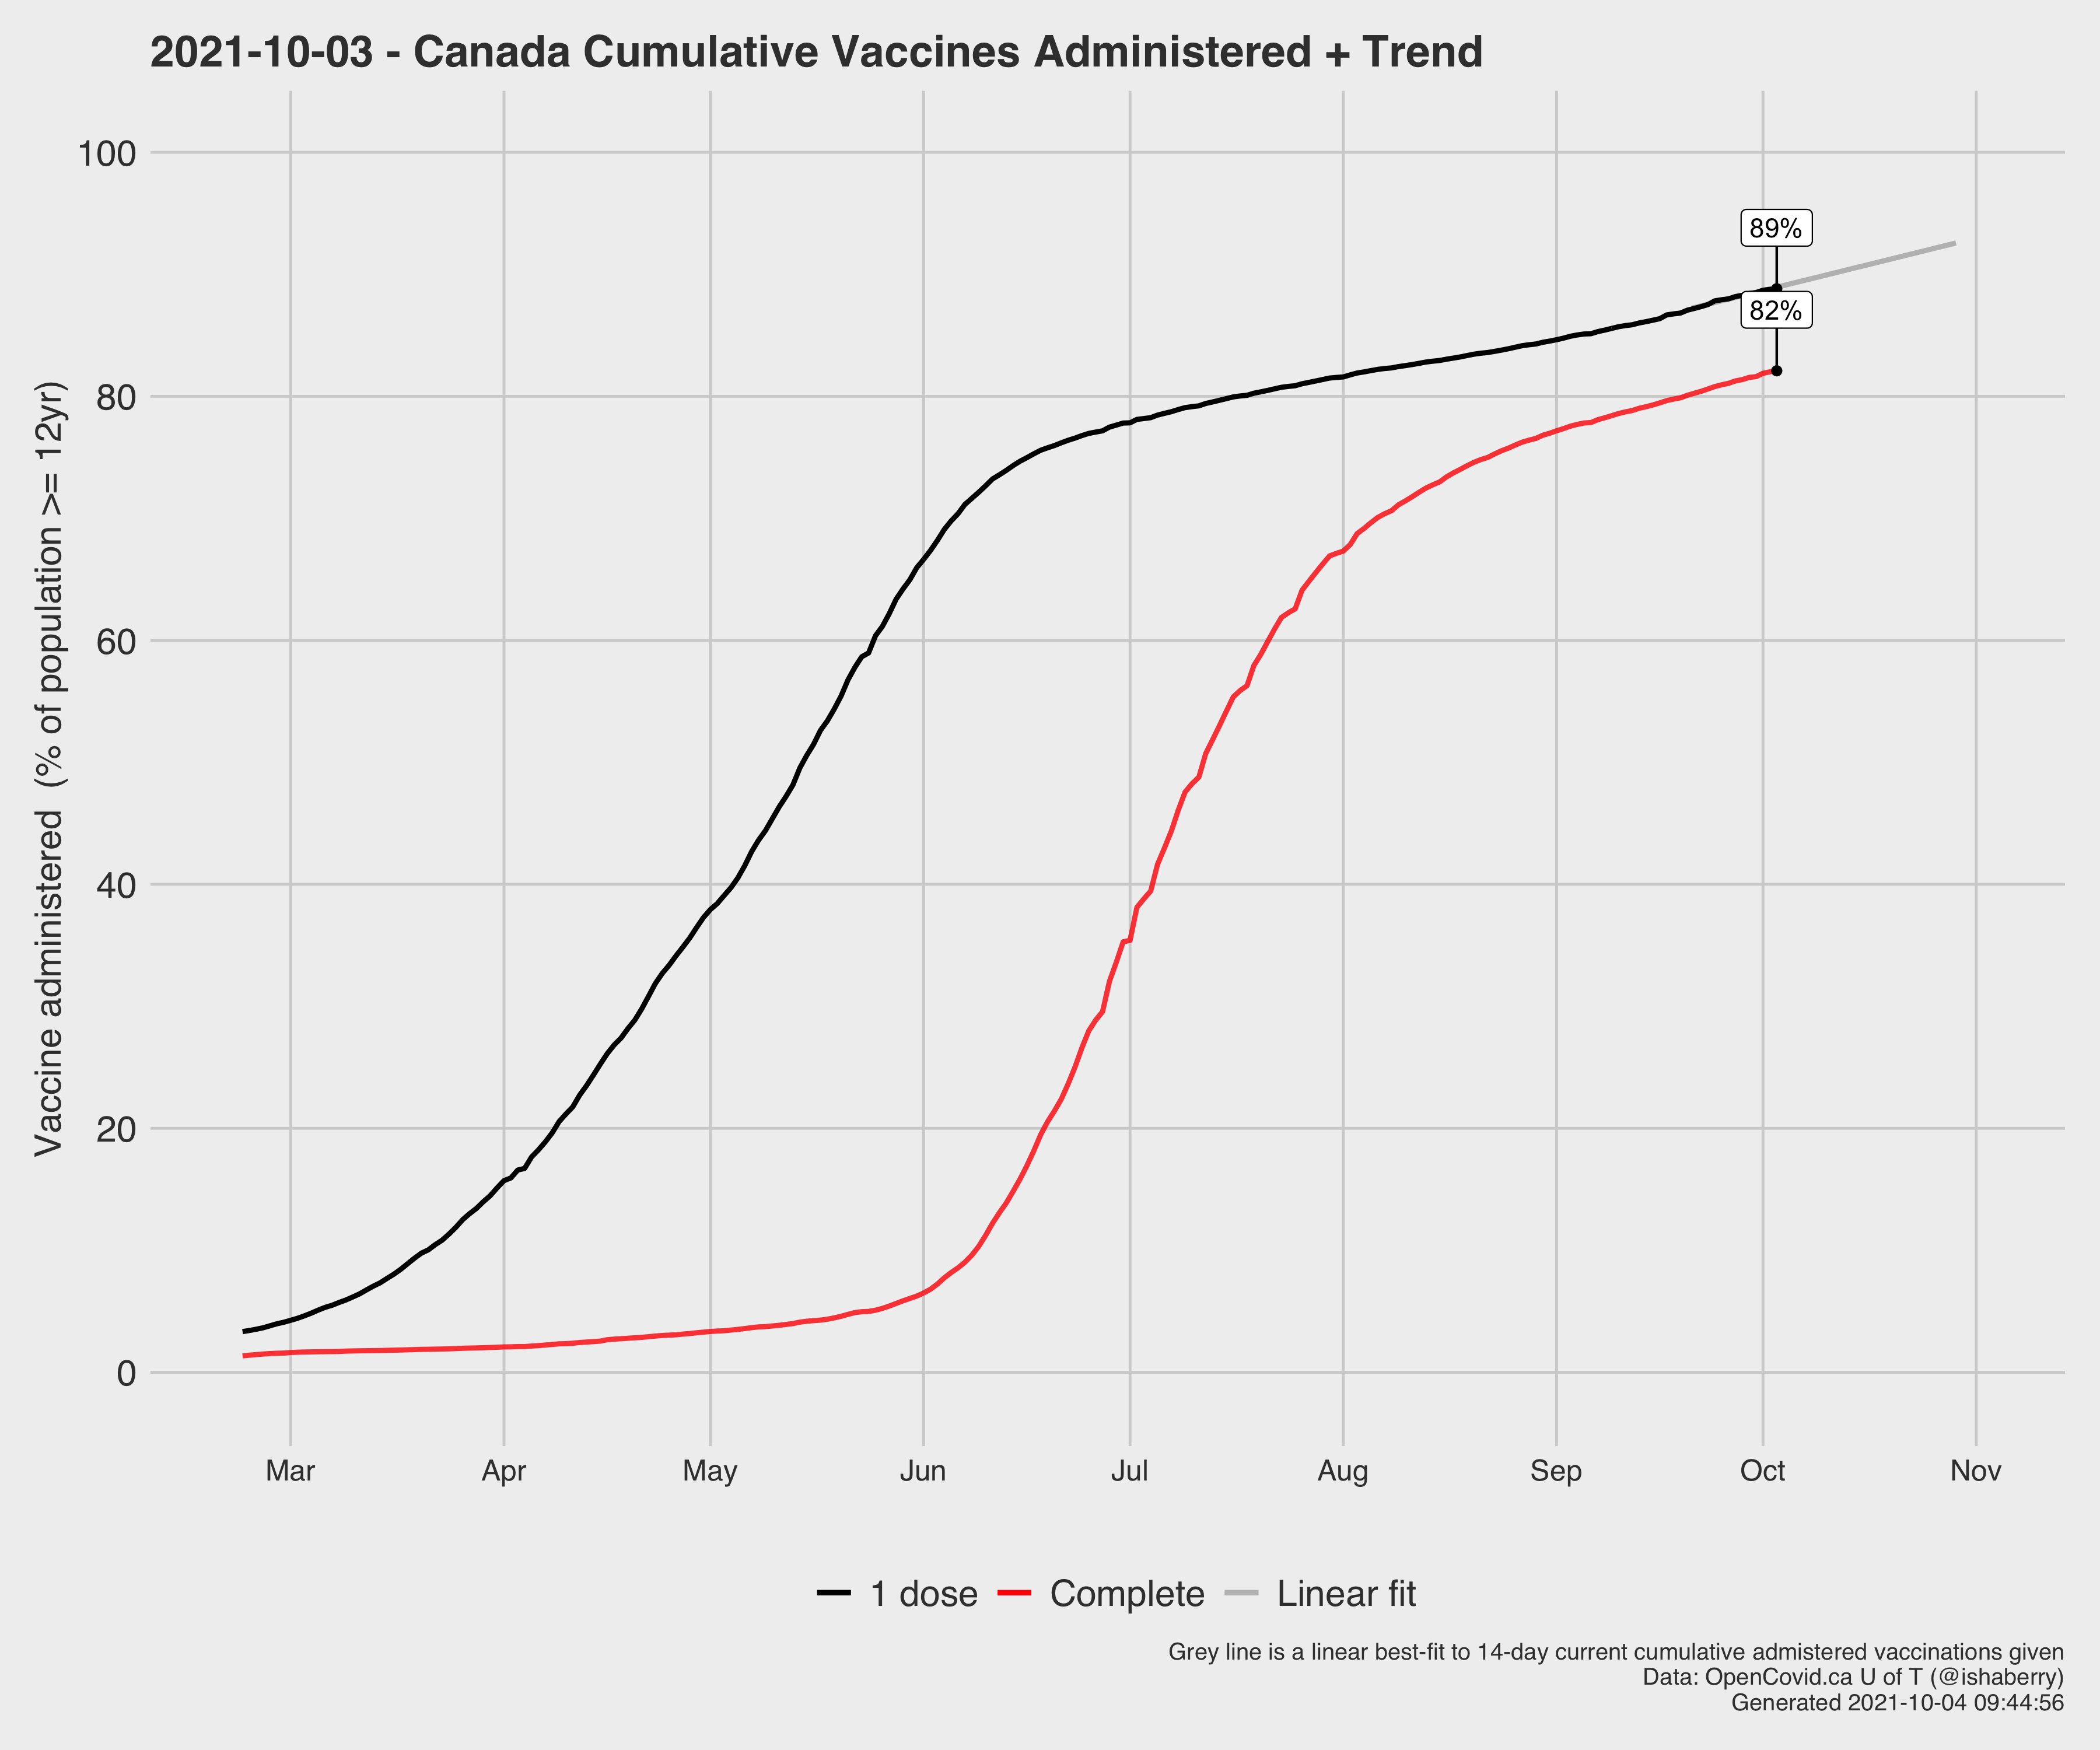 2021-10-03 - Canada Cumulative Vaccines Administered + Trend
Vaccine administered (% of population >= 12yr)
100
80
60
40
20
0
89%
82%
Mar Apr May Jun Jul Aug Sep Oct Nov
1 dose Complete Linear fit
Grey line is a linear best-fit to 14-day current cumulative admistered vaccinations given
Data: OpenCovid.ca U of T (@ishaberry)
Generated 2021-10-04 09:44:56